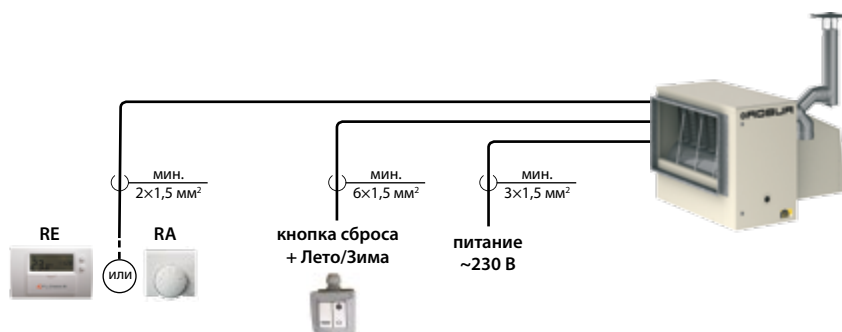 ROBUR
мин.
2×1,5 мм²
мин.
6×1,5 мм²
мин.
3×1,5 мм²
RE
RA
или
кнопка сброса
+ Лето/Зима
питание
~230 В